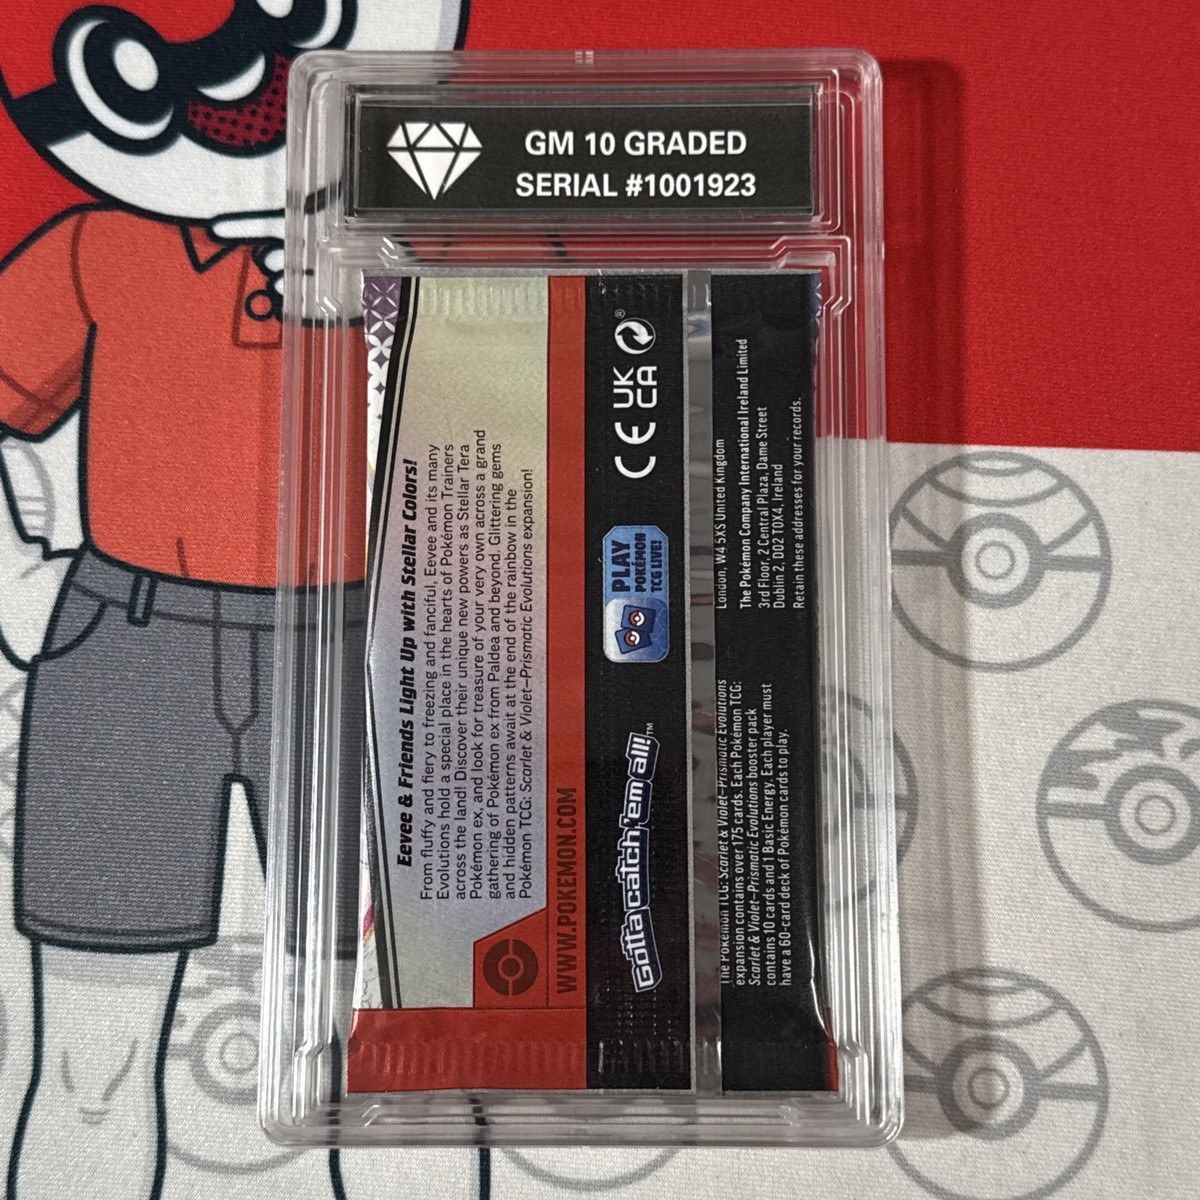 GM 10 GRADED
SERIAL #1001923
Eevee & Friends Light Up with Stellar Colors!
From fluffy and fiery to freezing and fanciful, Eevee and its many
Evolutions hold a special place in the hearts of Pokémon Trainers
across the land! Discover their unique new powers as Stellar Tera
Pokémon ex, and look for treasure of your very own across a grand
gathering of Pokémon ex from Paldea and beyond. Glittering gems
and hidden patterns await at the end of the rainbow in the
Pokémon TCG: Scarlet & Violet–Prismatic Evolutions expansion!
WWW.POKEMON.COM
Gotta catch 'em all!™
PLAY
POKÉMON
TCG LIVE!
CE
UK
CA
®
The Pokémon TCG: Scarlet & Violet–Prismatic Evolutions
expansion contains over 175 cards. Each Pokémon TCG:
Scarlet & Violet–Prismatic Evolutions booster pack
contains 10 cards and 1 Basic Energy. Each player must
have a 60-card deck of Pokémon cards to play.
London, W4 5XS United Kingdom
The Pokémon Company International Ireland Limited
3rd Floor, 2 Central Plaza, Dame Street
Dublin 2, D02 T0X4, Ireland
Retain these addresses for your records.